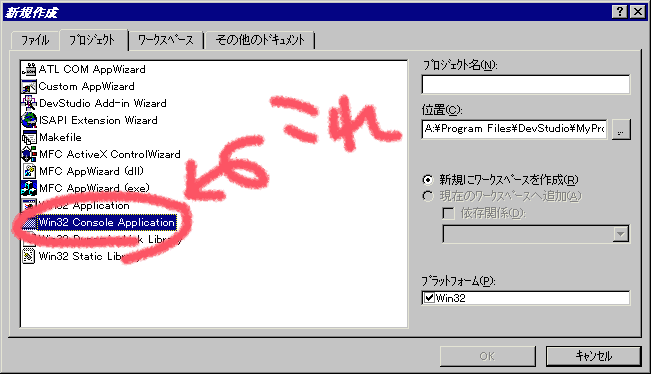 新規作成
ファイル プロジェクト ワークスペース その他のドキュメント
ATL COM AppWizard
Custom AppWizard
DevStudio Add-in Wizard
ISAPI Extension Wizard
Makefile
MFC ActiveX ControlWizard
MFC AppWizard (dll)
MFC AppWizard (exe)
Win32 Application
Win32 Console Application
Win32 Dynamic-Link Library
Win32 Static Library
これ
プロジェクト名(N):
位置(C):
A:¥Program Files¥DevStudio¥MyPro
...
新規にワークスペースを作成(R)
現在のワークスペースへ追加(A)
依存関係(D):
プラットフォーム(P):
Win32
OK キャンセル